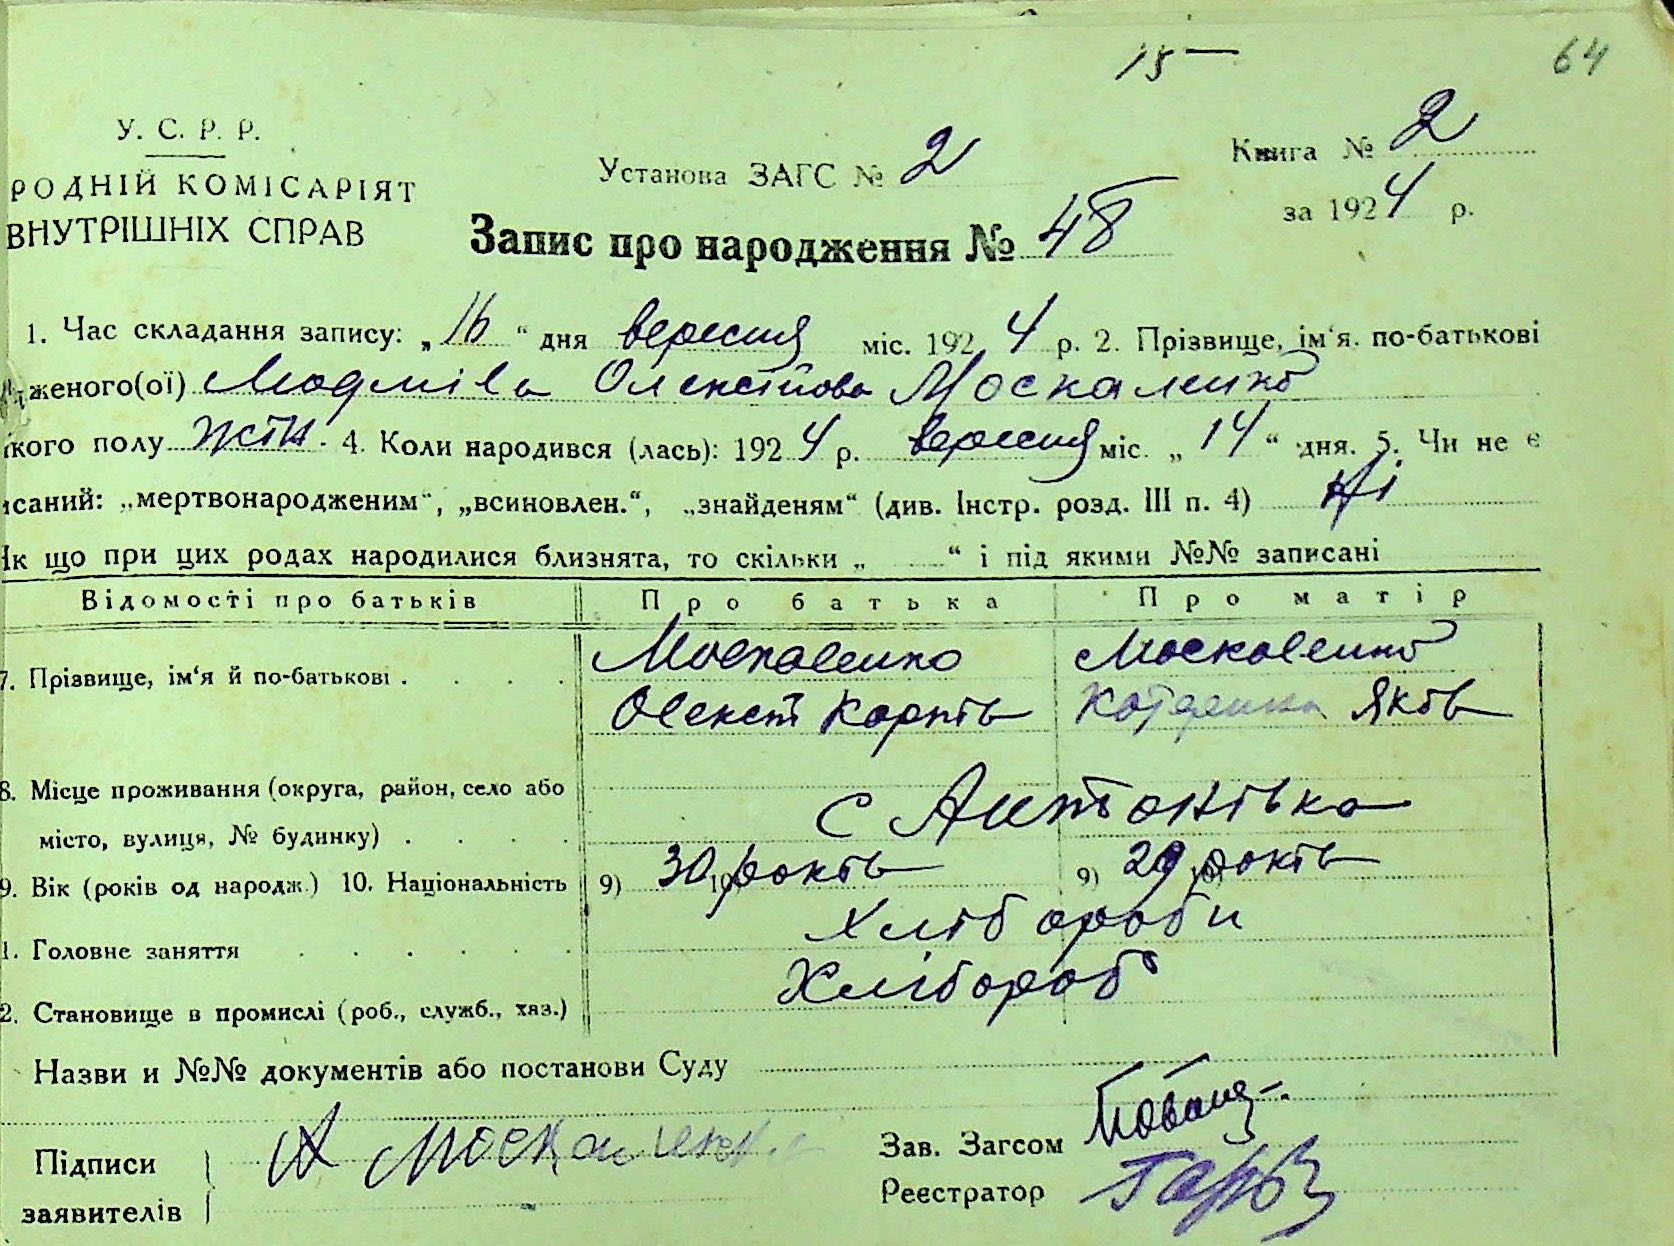 15 —
64
У. С. Р. Р.
РОДНІЙ КОМІСАРІЯТ
ВНУТРІШНІХ СПРАВ
Установа ЗАГС № 2
Книга № 2
за 1924 р.
Запис про народження № 48
1. Час складання запису: „16“ дня вересня міс. 1924 р. 2. Прізвище, ім'я. по-батькові
женого(ої) Людміла Олексійова Москаленко
кого полу жін. 4. Коли народився (лась): 1924 р. вересня міс. „14“ дня. 5. Чи не є
исаний: „мертвонародженим“, „всиновлен.“, „знайденям“ (див. Інстр. розд. III п. 4) Ні
Як що при цих родах народилися близнята, то скільки „ “ і під якими №№ записані
Відомості про батьків Про батька Про матір
7. Прізвище, ім'я й по-батькові . . . . Москаленко Москаленко
Олексій Карпів Катерина Яків
8. Місце проживання (округа, район, село або
місто, вулиця, № будинку) . . . . с Антонівка
9. Вік (років од народж.) 10. Національність 9) 30 10) років 9) 29 10) років
1. Головне заняття . . . . . . Хлібороби
2. Становище в промислі (роб., служб., хяз.) Хлібороб
Назви и №№ документів або постанови Суду
Підписи
заявителів
А Москаленк
Зав. Загсом
Реєстратор